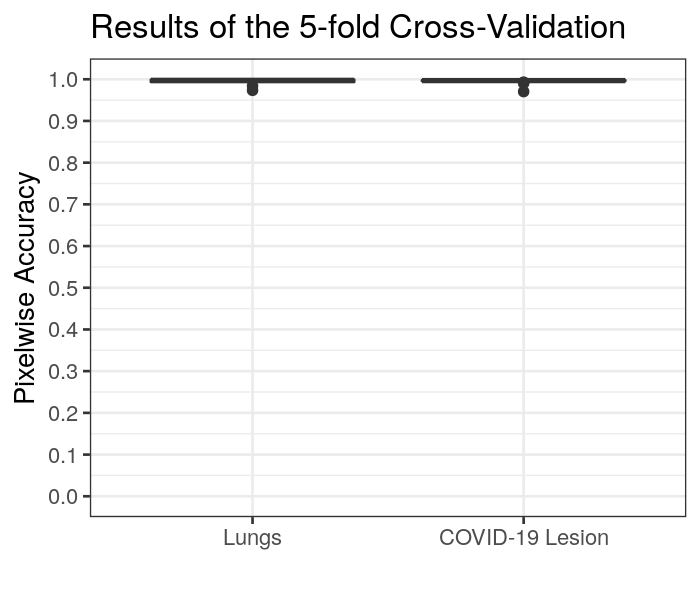 Results of the 5-fold Cross-Validation
Pixelwise Accuracy
1.0
0.9
0.8
0.7
0.6
0.5
0.4
0.3
0.2
0.1
0.0
Lungs
COVID-19 Lesion